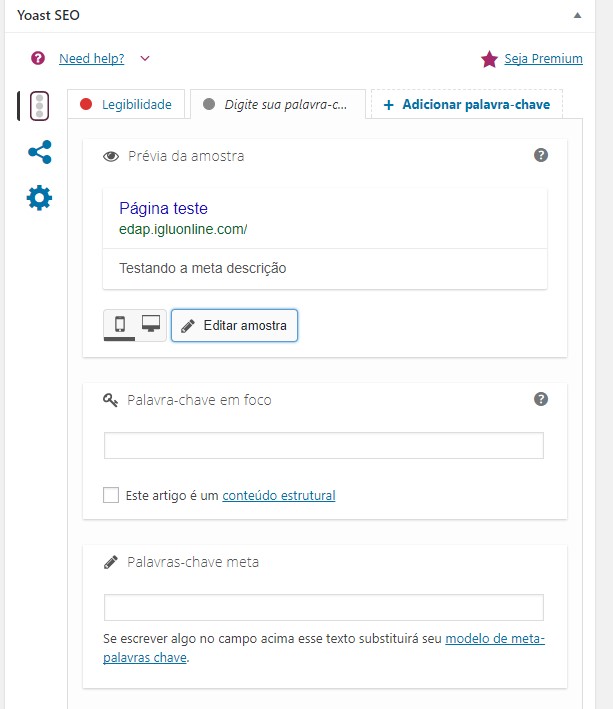 Yoast SEO
Need help?
Seja Premium
Legibilidade
Digite sua palavra-c...
+ Adicionar palavra-chave
Prévia da amostra
Página teste
edap.igluonline.com/
Testando a meta descrição
Editar amostra
Palavra-chave em foco
Este artigo é um conteúdo estrutural
Palavras-chave meta
Se escrever algo no campo acima esse texto substituirá seu modelo de meta-
palavras chave.